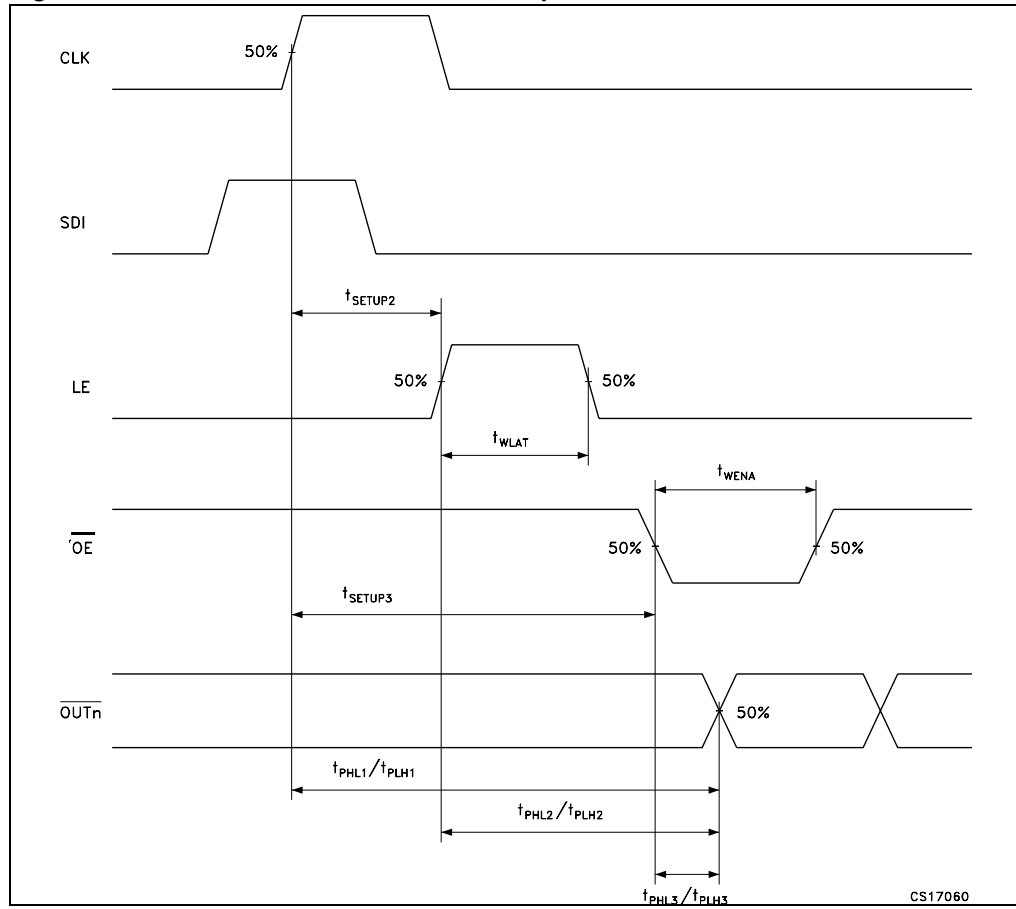 50%
CLK
SDI
tSETUP2
50%
50%
LE
tWLAT
tWENA
50%
50%
OE
tSETUP3
OUTn
50%
tPHL1/tPLH1
tPHL2/tPLH2
tPHL3/tPLH3
CS17060